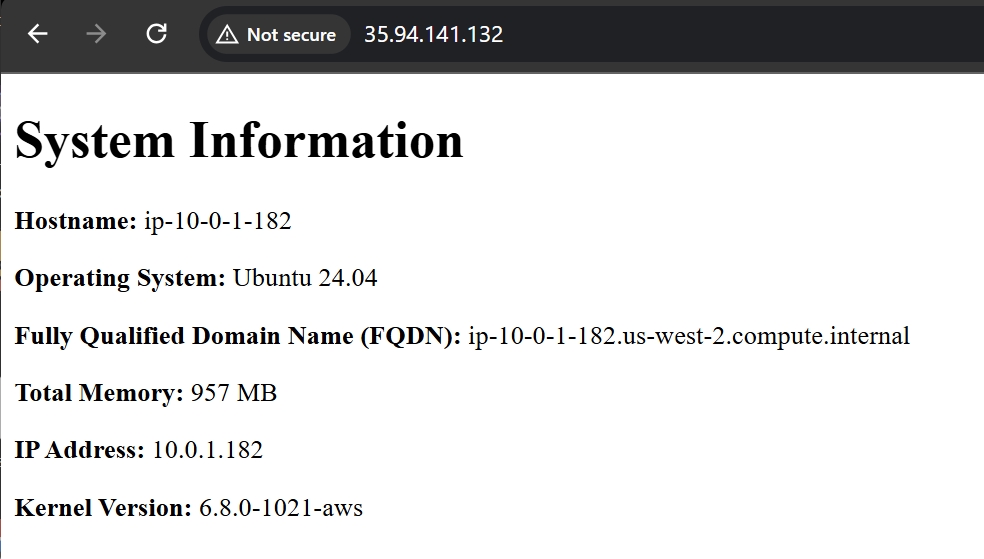 Not secure 35.94.141.132
System Information
Hostname: ip-10-0-1-182
Operating System: Ubuntu 24.04
Fully Qualified Domain Name (FQDN): ip-10-0-1-182.us-west-2.compute.internal
Total Memory: 957 MB
IP Address: 10.0.1.182
Kernel Version: 6.8.0-1021-aws